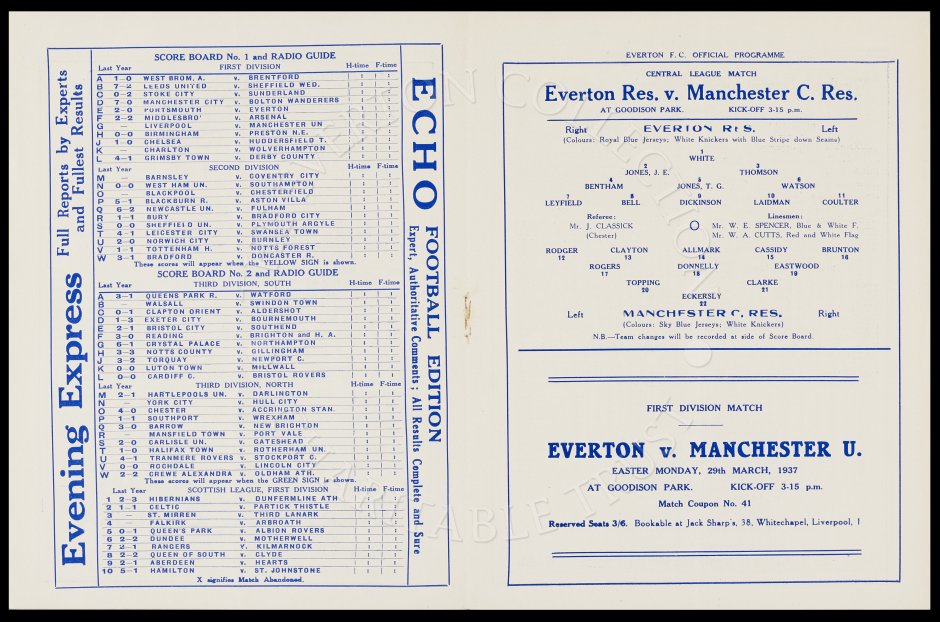 Evening Express
Full Reports by Experts
and Fullest Results
SCORE BOARD No. 1 and RADIO GUIDE
Last Year FIRST DIVISION H-time F-time
A 1–0 WEST BROM. A. v. BRENTFORD : :
B 7–2 LEEDS UNITED v. SHEFFIELD WED. : :
C 0–2 STOKE CITY v. SUNDERLAND : :
D 7–0 MANCHESTER CITY v. BOLTON WANDERERS : :
E 2–0 PORTSMOUTH v. EVERTON : :
F 2–2 MIDDLESBRO' v. ARSENAL : :
G — LIVERPOOL v. MANCHESTER UN : :
H 0–0 BIRMINGHAM v. PRESTON N.E. : :
J 1–0 CHELSEA v. HUDDERSFIELD T. : :
K — CHARLTON v. WOLVERHAMPTON : :
L 4–1 GRIMSBY TOWN v. DERBY COUNTY : :
Last Year SECOND DIVISION H-time F-time
M — BARNSLEY v. COVENTRY CITY : :
N 0–0 WEST HAM UN. v. SOUTHAMPTON : :
O — BLACKPOOL v. CHESTERFIELD : :
P 5–1 BLACKBURN R. v. ASTON VILLA : :
Q 6–2 NEWCASTLE UN. v. FULHAM : :
R 1–1 BURY v. BRADFORD CITY : :
S 0–0 SHEFFIELD UN. v. PLYMOUTH ARGYLE : :
T 4–1 LEICESTER CITY v. SWANSEA TOWN : :
U 2–0 NORWICH CITY v. BURNLEY : :
V 1–1 TOTTENHAM H. v. NOTTS FOREST : :
W 3–1 BRADFORD v. DONCASTER R. : :
These scores will appear when the YELLOW SIGN is shown.
SCORE BOARD No. 2 and RADIO GUIDE
THIRD DIVISION, SOUTH
Last Year H-time F-time
A 3–1 QUEENS PARK R. v. WATFORD : :
B — WALSALL v. SWINDON TOWN : :
C 0–1 CLAPTON ORIENT v. ALDERSHOT : :
D 1–3 EXETER CITY v. BOURNEMOUTH : :
E 2–1 BRISTOL CITY v. SOUTHEND : :
F 3–0 READING v. BRIGHTON and H. A. : :
G 6–1 CRYSTAL PALACE v. NORTHAMPTON : :
H 3–3 NOTTS COUNTY v. GILLINGHAM : :
J 3–2 TORQUAY v. NEWPORT C. : :
K 0–0 LUTON TOWN v. MILLWALL : :
L 0–0 CARDIFF C. v. BRISTOL ROVERS : :
Last Year THIRD DIVISION, NORTH H-time F-time
M 2–1 HARTLEPOOLS UN. v. DARLINGTON : :
N — YORK CITY v. HULL CITY : :
O 4–0 CHESTER v. ACCRINGTON STAN. : :
P 1–1 SOUTHPORT v. WREXHAM : :
Q 3–0 BARROW v. NEW BRIGHTON : :
R — MANSFIELD TOWN v. PORT VALE : :
S 2–0 CARLISLE UN. v. GATESHEAD : :
T 1–0 HALIFAX TOWN v. ROTHERHAM UN. : :
U 4–1 TRANMERE ROVERS v. STOCKPORT C. : :
V 0–0 ROCHDALE v. LINCOLN CITY : :
W 2–2 CREWE ALEXANDRA v. OLDHAM ATH. : :
These scores will appear when the GREEN SIGN is shown.
Last Year SCOTTISH LEAGUE, FIRST DIVISION H-time F-time
1 2–3 HIBERNIANS v. DUNFERMLINE ATH : :
2 1–1 CELTIC v. PARTICK THISTLE : :
3 — ST. MIRREN v. THIRD LANARK : :
4 — FALKIRK v. ARBROATH : :
5 0–1 QUEEN'S PARK v. ALBION ROVERS : :
6 2–2 DUNDEE v. MOTHERWELL : :
7 2–1 RANGERS Y. KILMARNOCK : :
8 2–2 QUEEN OF SOUTH v. CLYDE : :
9 2–1 ABERDEEN v. HEARTS : :
10 5–1 HAMILTON v. ST. JOHNSTONE : :
X signifies Match Abandoned.
ECHO FOOTBALL EDITION
Expert, Authoritative Comments; All Results Complete and Sure
EVERTON F.C. OFFICIAL PROGRAMME
CENTRAL LEAGUE MATCH
Everton Res. v. Manchester C. Res.
AT GOODISON PARK. KICK-OFF 3-15 p.m.
Right EVERTON R S. Left
(Colours: Royal Blue Jerseys; White Knickers with Blue Stripe down Seams)
1
WHITE
2 3
JONES, J. E. THOMSON
4 5 6
BENTHAM JONES, T. G. WATSON
7 8 9 10 11
LEYFIELD BELL DICKINSON LAIDMAN COULTER
Referee: Linesmen:
Mr. J. CLASSICK O Mr. W. E. SPENCER, Blue & White F.
(Chester) Mr. W. A. CUTTS, Red and White Flag
RODGER CLAYTON ALLMARK CASSIDY BRUNTON
12 13 14 15 16
ROGERS DONNELLY EASTWOOD
17 18 19
TOPPING CLARKE
20 21
ECKERSLY
22
Left MANCHESTER C. RES. Right
(Colours: Sky Blue Jerseys; White Knickers)
N.B.—Team changes will be recorded at side of Score Board.
FIRST DIVISION MATCH
EVERTON v. MANCHESTER U.
EASTER MONDAY, 29th MARCH, 1937
AT GOODISON PARK. KICK-OFF 3-15 p.m.
Match Coupon No. 41
Reserved Seats 3/6. Bookable at Jack Sharp's, 38, Whitechapel, Liverpool, 1